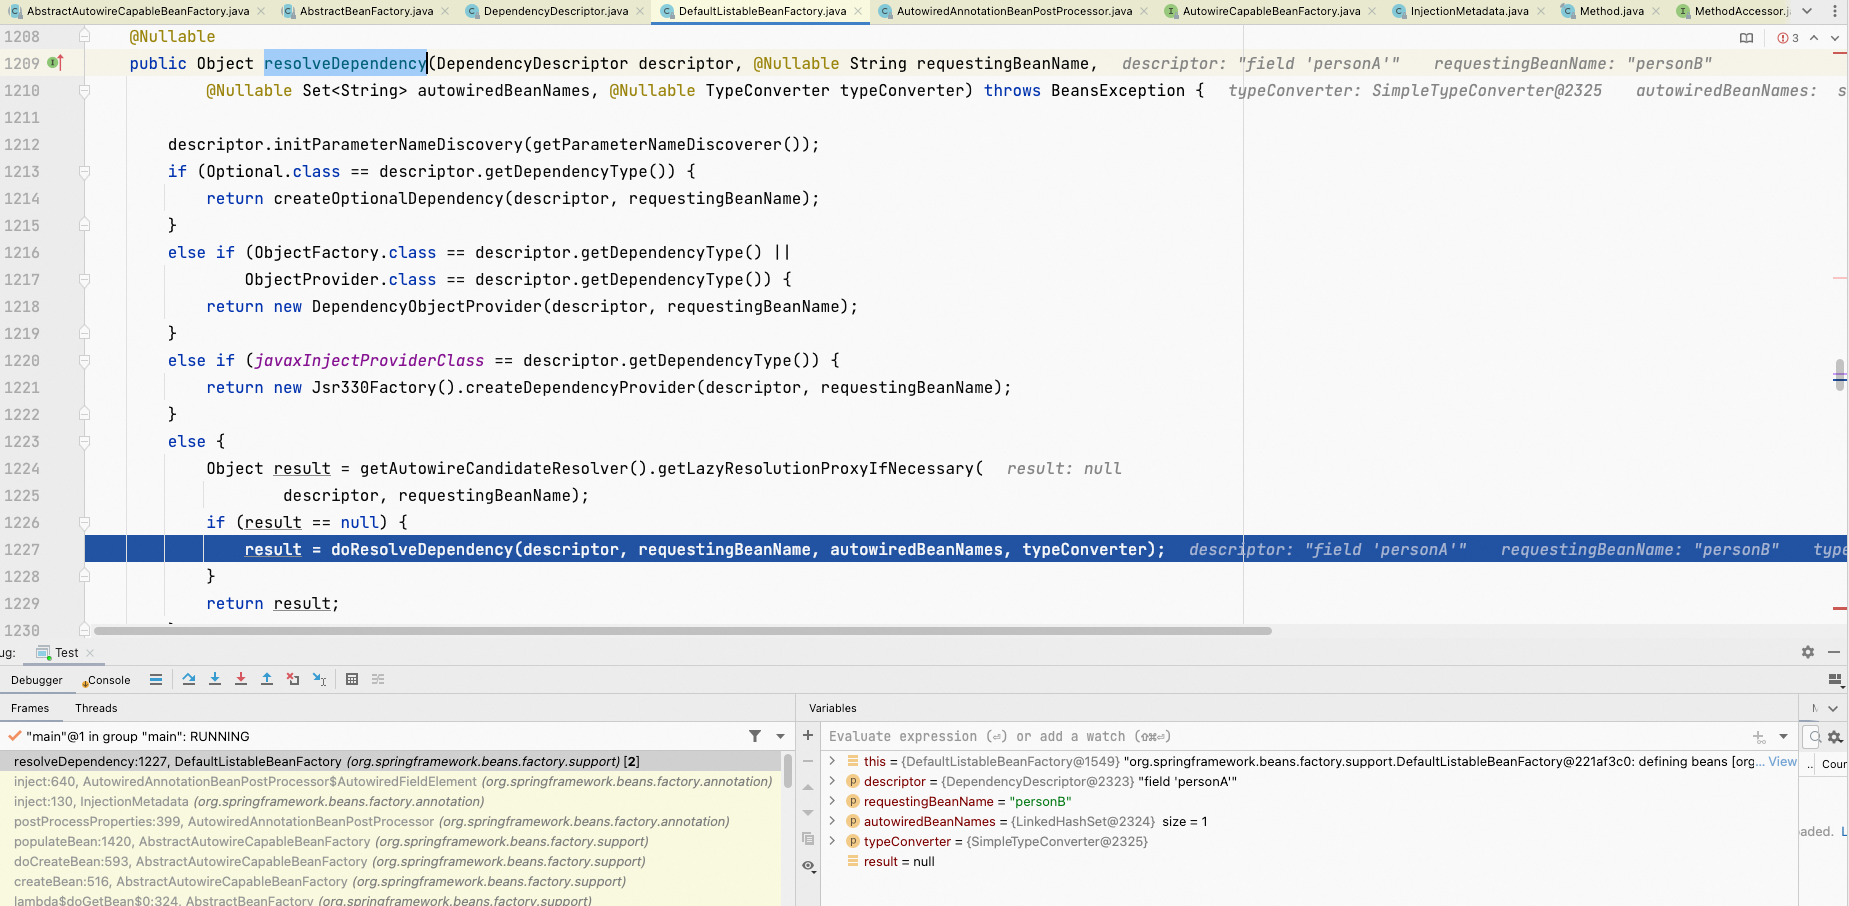 AbstractAutowireCapableBeanFactory.java AbstractBeanFactory.java DependencyDescriptor.java DefaultListableBeanFactory.java AutowiredAnnotationBeanPostProcessor.java AutowireCapableBeanFactory.java InjectionMetadata.java Method.java MethodAccessor.j
1208 @Nullable
3
1209 public Object resolveDependency(DependencyDescriptor descriptor, @Nullable String requestingBeanName, descriptor: "field 'personA'" requestingBeanName: "personB"
1210 @Nullable Set<String> autowiredBeanNames, @Nullable TypeConverter typeConverter) throws BeansException { typeConverter: SimpleTypeConverter@2325 autowiredBeanNames: s
1211
1212 descriptor.initParameterNameDiscovery(getParameterNameDiscoverer());
1213 if (Optional.class == descriptor.getDependencyType()) {
1214 return createOptionalDependency(descriptor, requestingBeanName);
1215 }
1216 else if (ObjectFactory.class == descriptor.getDependencyType() ||
1217 ObjectProvider.class == descriptor.getDependencyType()) {
1218 return new DependencyObjectProvider(descriptor, requestingBeanName);
1219 }
1220 else if (javaxInjectProviderClass == descriptor.getDependencyType()) {
1221 return new Jsr330Factory().createDependencyProvider(descriptor, requestingBeanName);
1222 }
1223 else {
1224 Object result = getAutowireCandidateResolver().getLazyResolutionProxyIfNecessary( result: null
1225 descriptor, requestingBeanName);
1226 if (result == null) {
1227 result = doResolveDependency(descriptor, requestingBeanName, autowiredBeanNames, typeConverter); descriptor: "field 'personA'" requestingBeanName: "personB" type
1228 }
1229 return result;
1230
ug: Test
Debugger Console
Frames Threads
Variables
"main"@1 in group "main": RUNNING
Evaluate expression (⏎) or add a watch (⇧⌘⏎)
resolveDependency:1227, DefaultListableBeanFactory (org.springframework.beans.factory.support) [2]
inject:640, AutowiredAnnotationBeanPostProcessor$AutowiredFieldElement (org.springframework.beans.factory.annotation)
inject:130, InjectionMetadata (org.springframework.beans.factory.annotation)
postProcessProperties:399, AutowiredAnnotationBeanPostProcessor (org.springframework.beans.factory.annotation)
populateBean:1420, AbstractAutowireCapableBeanFactory (org.springframework.beans.factory.support)
doCreateBean:593, AbstractAutowireCapableBeanFactory (org.springframework.beans.factory.support)
createBean:516, AbstractAutowireCapableBeanFactory (org.springframework.beans.factory.support)
lambda$doGetBean$0:324, AbstractBeanFactory (org.springframework.beans.factory.support)
this = {DefaultListableBeanFactory@1549} "org.springframework.beans.factory.support.DefaultListableBeanFactory@221af3c0: defining beans [org... View
descriptor = {DependencyDescriptor@2323} "field 'personA'"
requestingBeanName = "personB"
autowiredBeanNames = {LinkedHashSet@2324} size = 1
typeConverter = {SimpleTypeConverter@2325}
result = null
.. Cour
aded. L